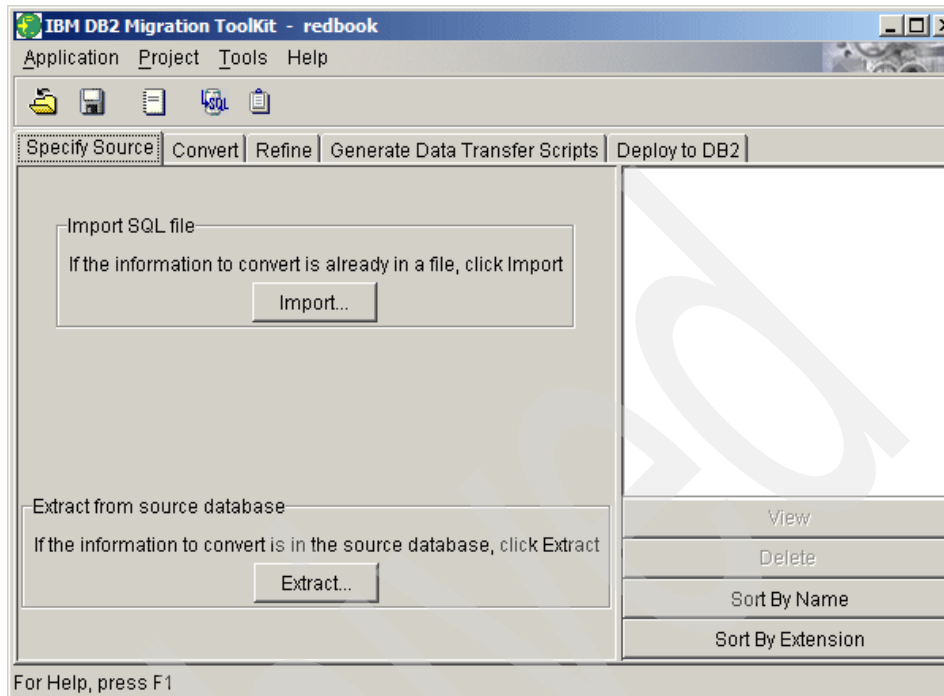 IBM DB2 Migration ToolKit - redbook
Application Project Tools Help
SQL
Specify Source Convert Refine Generate Data Transfer Scripts Deploy to DB2
Import SQL file
If the information to convert is already in a file, click Import
Import...
Extract from source database
If the information to convert is in the source database, click Extract
Extract...
View
Delete
Sort By Name
Sort By Extension
For Help, press F1